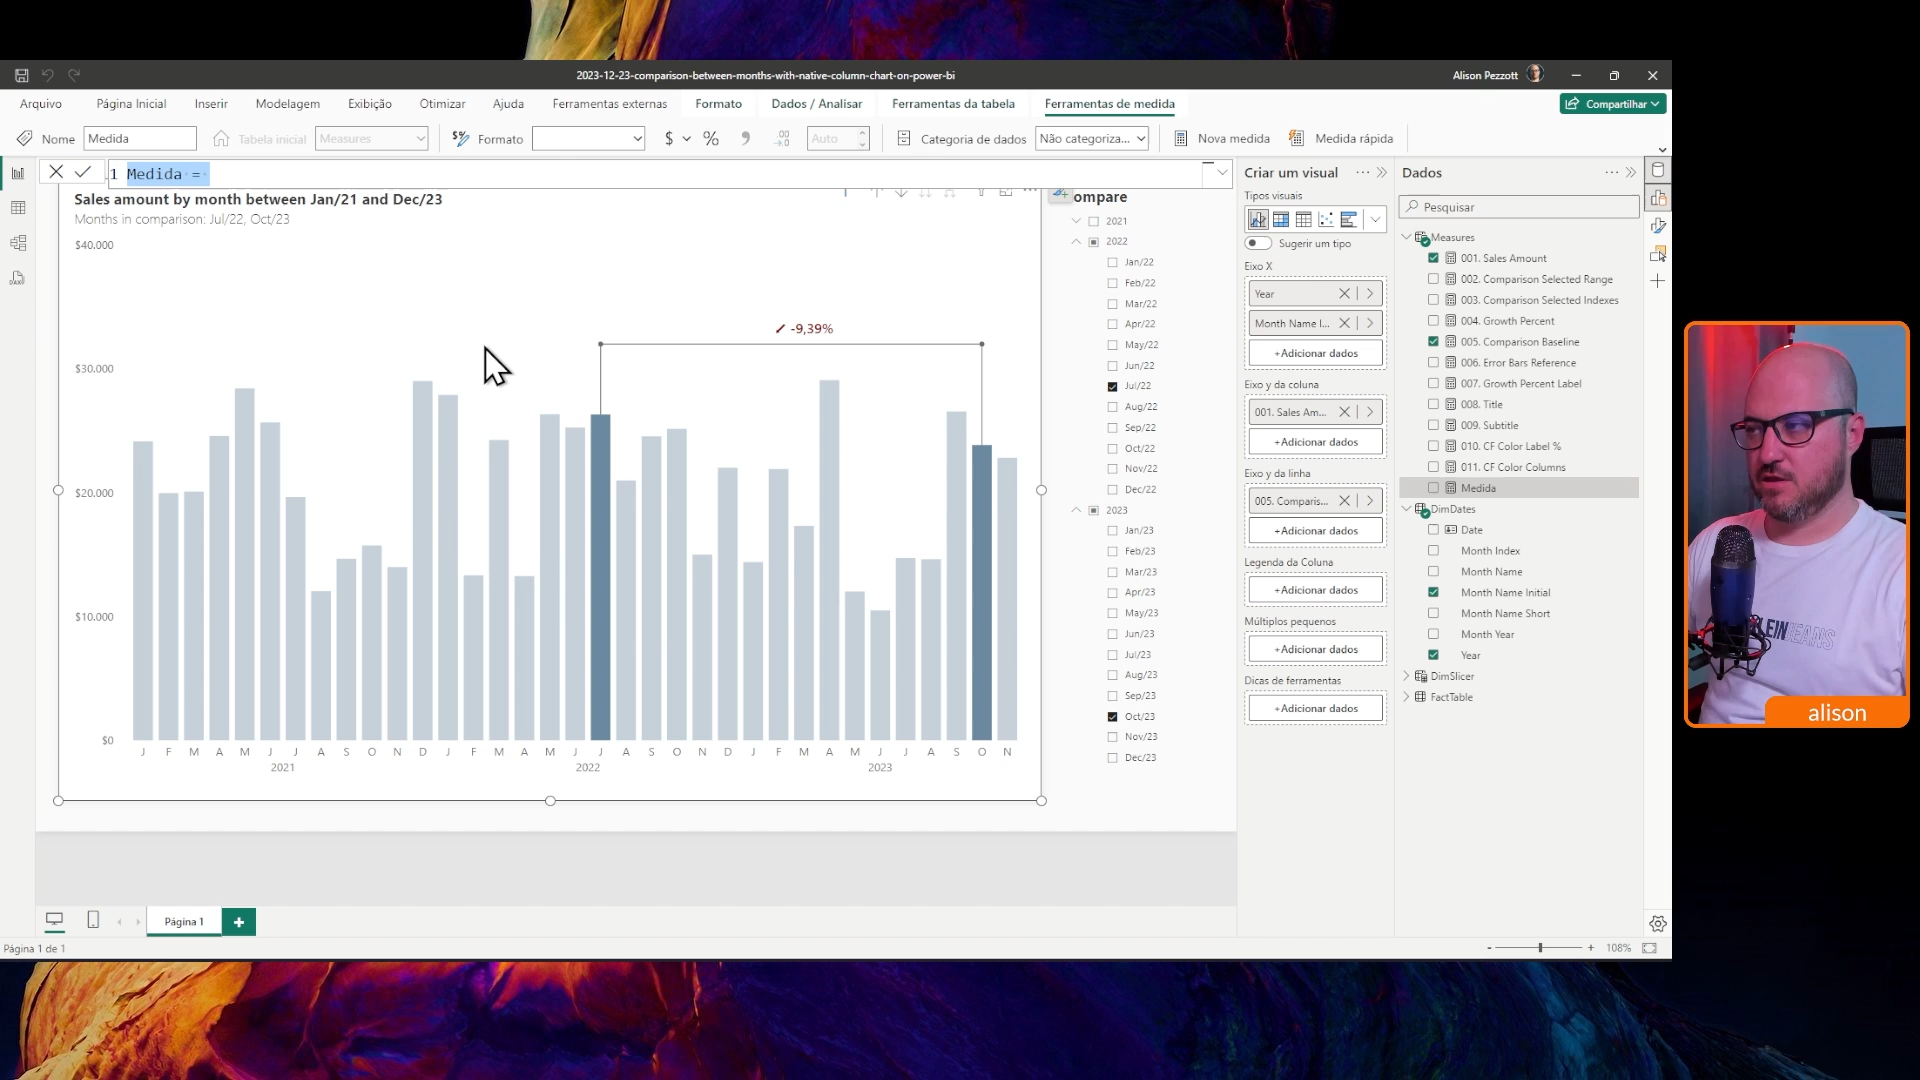 2023-12-23-comparison-between-months-with-native-column-chart-on-power-bi
Alison Pezzott
Arquivo
Página Inicial
Inserir
Modelagem
Exibição
Otimizar
Ajuda
Ferramentas externas
Formato
Dados / Analisar
Ferramentas da tabela
Ferramentas de medida
Compartilhar
Nome
Medida
Tabela inicial
Measures
Formato
$
%
Auto
Categoria de dados
Não categoriza...
Nova medida
Medida rápida
1 Medida =
Sales amount by month between Jan/21 and Dec/23
Months in comparison: Jul/22, Oct/23
$40.000
$30.000
$20.000
$10.000
$0
-9,39%
J F M A M J J A S O N D J F M A M J J A S O N D J F M A M J J A S O N
2021 2022 2023
ompare
2021
2022
Jan/22
Feb/22
Mar/22
Apr/22
May/22
Jun/22
Jul/22
Aug/22
Sep/22
Oct/22
Nov/22
Dec/22
2023
Jan/23
Feb/23
Mar/23
Apr/23
May/23
Jun/23
Jul/23
Aug/23
Sep/23
Oct/23
Nov/23
Dec/23
Criar um visual
Tipos visuais
Sugerir um tipo
Eixo X
Year
Month Name I...
+Adicionar dados
Eixo y da coluna
001. Sales Am...
+Adicionar dados
Eixo y da linha
005. Comparis...
+Adicionar dados
Legenda da Coluna
+Adicionar dados
Múltiplos pequenos
+Adicionar dados
Dicas de ferramentas
+Adicionar dados
Dados
Pesquisar
Measures
001. Sales Amount
002. Comparison Selected Range
003. Comparison Selected Indexes
004. Growth Percent
005. Comparison Baseline
006. Error Bars Reference
007. Growth Percent Label
008. Title
009. Subtitle
010. CF Color Label %
011. CF Color Columns
Medida
DimDates
Date
Month Index
Month Name
Month Name Initial
Month Name Short
Month Year
Year
DimSlicer
FactTable
alison
Página 1
Página 1 de 1
- + 108%